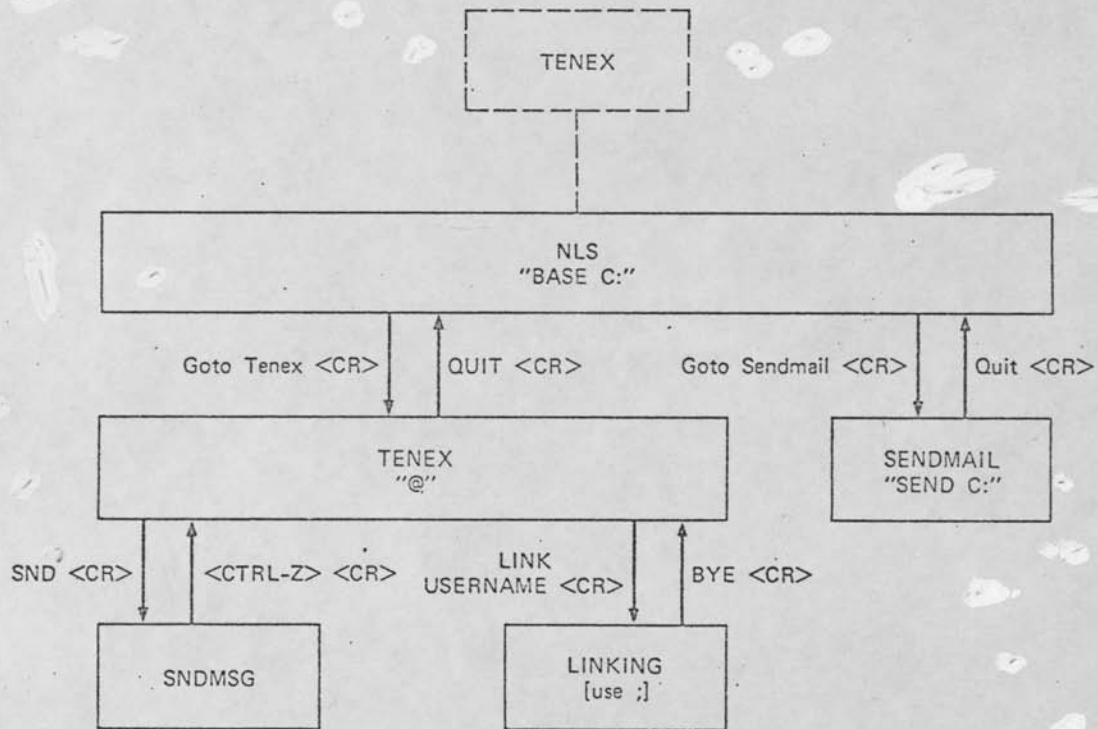 TENEX
NLS
"BASE C:"
Goto Tenex <CR>
QUIT <CR>
Goto Sendmail <CR>
Quit <CR>
TENEX
"@"
SENDMAIL
"SEND C:"
SND <CR>
<CTRL-Z> <CR>
LINK
USERNAME <CR>
BYE <CR>
SNDMSG
LINKING
[use ;]